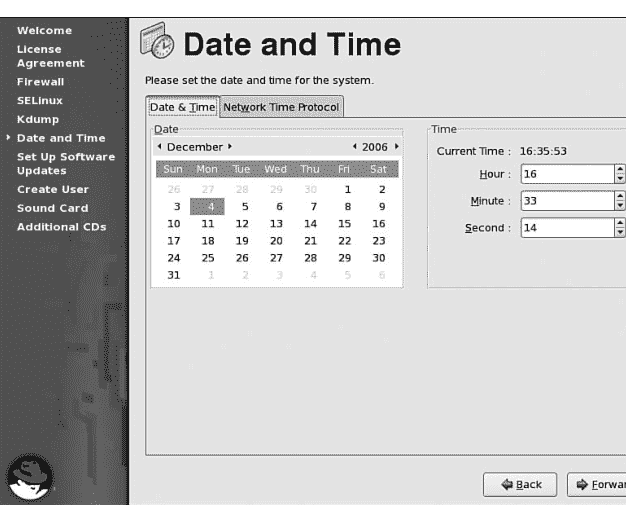 Welcome
License
Agreement
Firewall
SELinux
Kdump
Date and Time
Set Up Software
Updates
Create User
Sound Card
Additional CDs
Date and Time
Please set the date and time for the system.
Date & Time Network Time Protocol
Date
December 2006
Sun Mon Tue Wed Thu Fri Sat
26 27 28 29 30 1 2
3 4 5 6 7 8 9
10 11 12 13 14 15 16
17 18 19 20 21 22 23
24 25 26 27 28 29 30
31 1 2 3 4 5 6
Time
Current Time : 16:35:53
Hour : 16
Minute : 33
Second : 14
Back Forwar